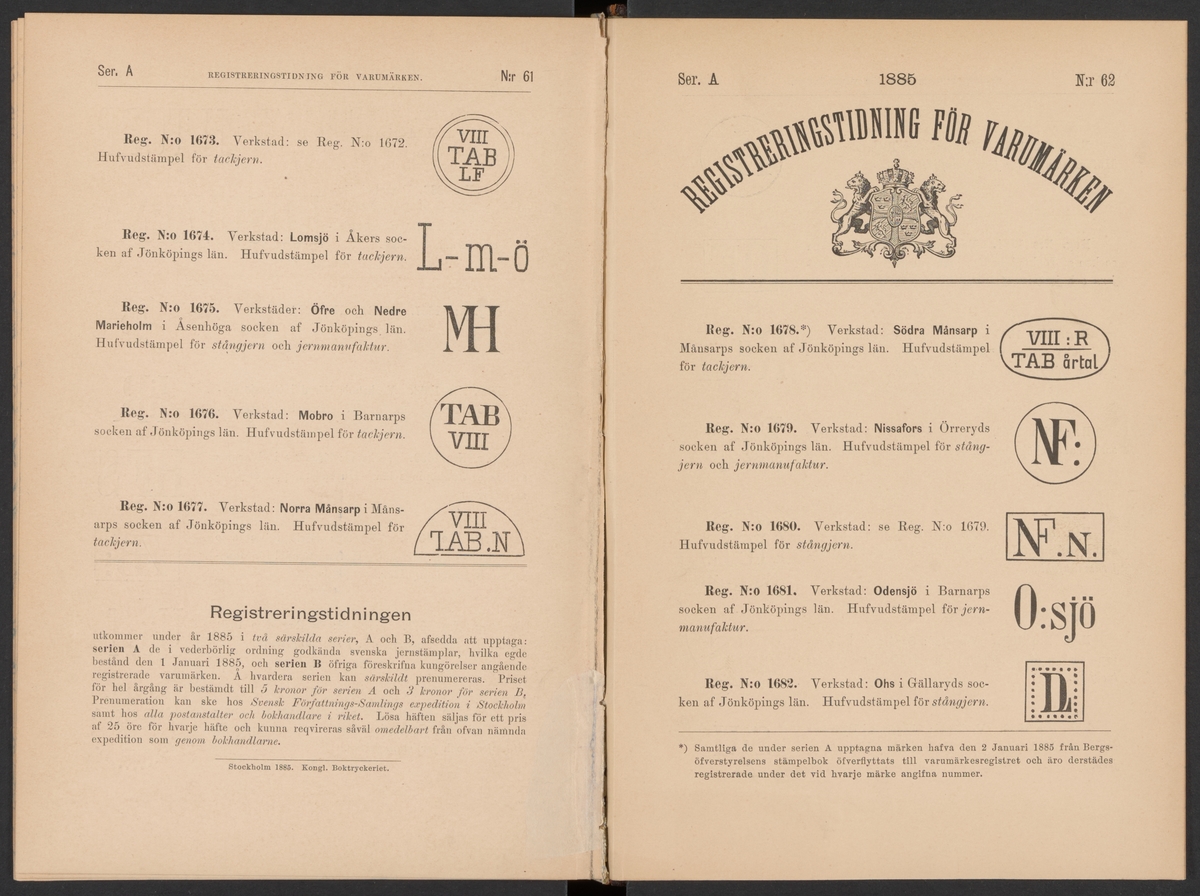 Ser. A REGISTRERINGSTIDNING FÖR VARUMÄRKEN. N:r 61
Reg. N:o 1673. Verkstad: se Reg. N:o 1672.
Hufvudstämpel för tackjern.
VIII
TAB
LF
Reg. N:o 1674. Verkstad: Lomsjö i Åkers soc-
ken af Jönköpings län. Hufvudstämpel för tackjern.
L-m-ö
Reg. N:o 1675. Verkstäder: Öfre och Nedre
Marieholm i Åsenhöga socken af Jönköpings län.
Hufvudstämpel för stångjern och jernmanufaktur.
MH
Reg. N:o 1676. Verkstad: Mobro i Barnarps
socken af Jönköpings län. Hufvudstämpel för tackjern.
TAB
VIII
Reg. N:o 1677. Verkstad: Norra Månsarp i Måns-
arps socken af Jönköpings län. Hufvudstämpel för
tackjern.
VIII
TAB.N
Registreringstidningen
utkommer under år 1885 i två särskilda serier, A och B, afsedda att upptaga:
serien A de i vederbörlig ordning godkända svenska jernstämplar, hvilka egde
bestånd den 1 Januari 1885, och serien B öfriga föreskrifna kungörelser angående
registrerade varumärken. Å hvardera serien kan särskildt prenumereras. Priset
för hel årgång är bestämdt till 5 kronor för serien A och 3 kronor för serien B,
Prenumeration kan ske hos Svensk Författnings-Samlings expedition i Stockholm
samt hos alla postanstalter och bokhandlare i riket. Lösa häften säljas för ett pris
af 25 öre för hvarje häfte och kunna reqvireras såväl omedelbart från ofvan nämnda
expedition som genom bokhandlarne.
Stockholm 1885. Kongl. Boktryckeriet.
Ser. A 1885 N:r 62
REGISTRERINGSTIDNING FÖR VARUMÄRKEN
Reg. N:o 1678.*) Verkstad: Södra Månsarp i
Månsarps socken af Jönköpings län. Hufvudstämpel
för tackjern.
VIII : R
TAB årtal
Reg. N:o 1679. Verkstad: Nissafors i Örreryds
socken af Jönköpings län. Hufvudstämpel för stång-
jern och jernmanufaktur.
NF:
Reg. N:o 1680. Verkstad: se Reg. N:o 1679.
Hufvudstämpel för stångjern.
NF.N.
Reg. N:o 1681. Verkstad: Odensjö i Barnarps
socken af Jönköpings län. Hufvudstämpel för jern-
manufaktur.
O:sjö
Reg. N:o 1682. Verkstad: Ohs i Gällaryds soc-
ken af Jönköpings län. Hufvudstämpel för stångjern.
*) Samtliga de under serien A upptagna märken hafva den 2 Januari 1885 från Bergs-
öfverstyrelsens stämpelbok öfverflyttats till varumärkesregistret och äro derstädes
registrerade under det vid hvarje märke angifna nummer.